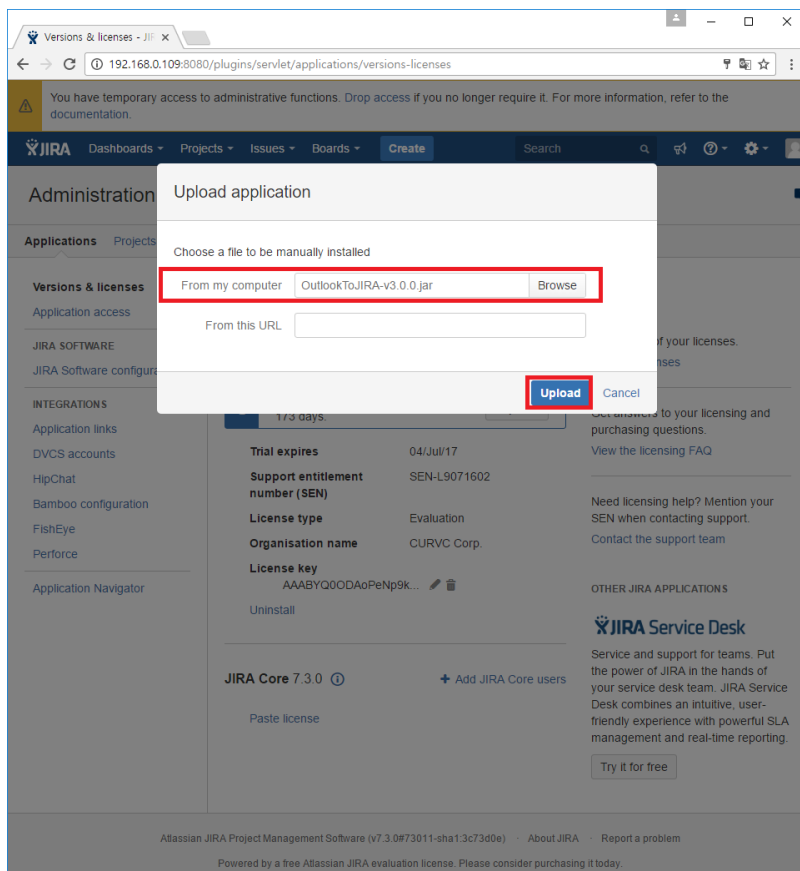 Versions & licenses - JIR
192.168.0.109:8080/plugins/servlet/applications/versions-licenses
You have temporary access to administrative functions. Drop access if you no longer require it. For more information, refer to the
documentation.
JIRA Dashboards Projects Issues Boards Create Search
Administration
Applications Projects
Upload application
Choose a file to be manually installed
From my computer OutlookToJIRA-v3.0.0.jar Browse
From this URL
Upload Cancel
Versions & licenses
Application access
JIRA SOFTWARE
JIRA Software configura
INTEGRATIONS
Application links
DVCS accounts
HipChat
Bamboo configuration
FishEye
Perforce
Application Navigator
173 days.
Trial expires 04/Jul/17
Support entitlement
number (SEN) SEN-L9071602
License type Evaluation
Organisation name CURVC Corp.
License key
AAABYQ0ODAoPeNp9k...
Uninstall
JIRA Core 7.3.0 + Add JIRA Core users
Paste license
of your licenses.
nses
Get answers to your licensing and
purchasing questions.
View the licensing FAQ
Need licensing help? Mention your
SEN when contacting support.
Contact the support team
OTHER JIRA APPLICATIONS
JIRA Service Desk
Service and support for teams. Put
the power of JIRA in the hands of
your service desk team. JIRA Service
Desk combines an intuitive, user-
friendly experience with powerful SLA
management and real-time reporting.
Try it for free
Atlassian JIRA Project Management Software (v7.3.0#73011-sha1:3c73d0e) · About JIRA · Report a problem
Powered by a free Atlassian JIRA evaluation license. Please consider purchasing it today.